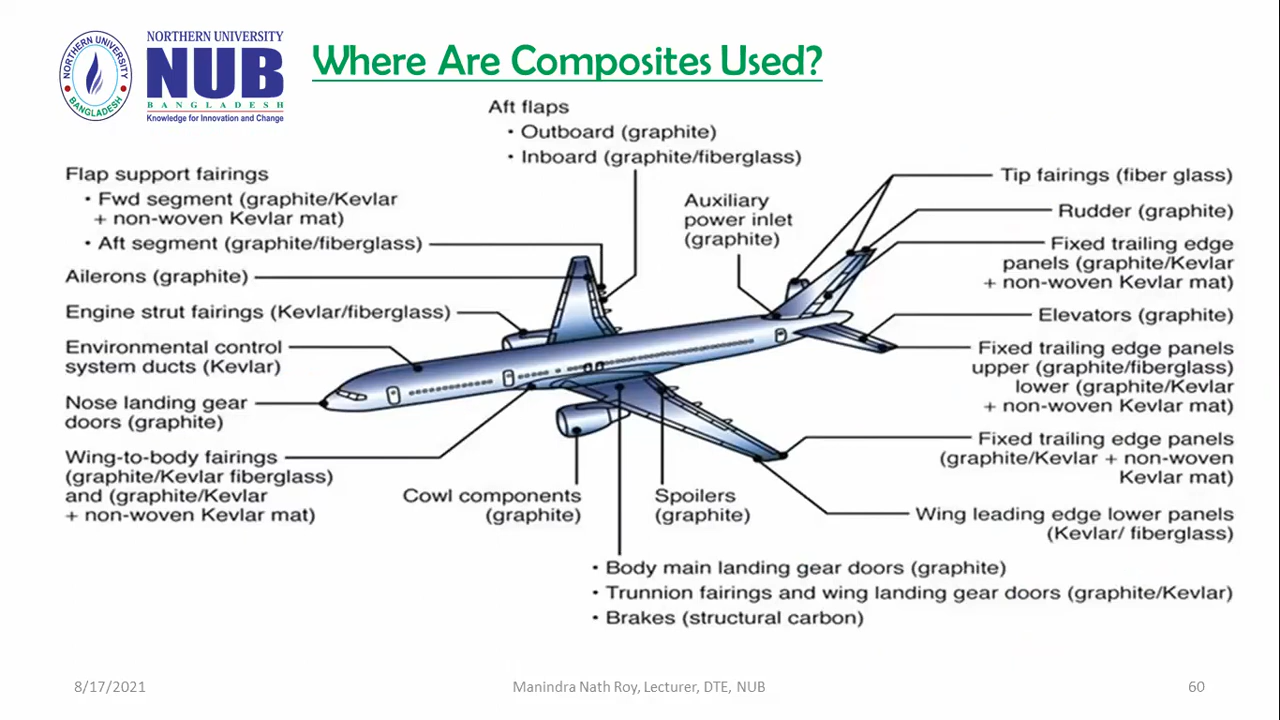 NORTHERN UNIVERSITY
BANGLADESH
NORTHERN UNIVERSITY
NUB
BANGLADESH
Knowledge for Innovation and Change
Where Are Composites Used?
Aft flaps
• Outboard (graphite)
• Inboard (graphite/fiberglass)
Flap support fairings
• Fwd segment (graphite/Kevlar
+ non-woven Kevlar mat)
• Aft segment (graphite/fiberglass)
Ailerons (graphite)
Engine strut fairings (Kevlar/fiberglass)
Environmental control
system ducts (Kevlar)
Nose landing gear
doors (graphite)
Wing-to-body fairings
(graphite/Kevlar fiberglass)
and (graphite/Kevlar
+ non-woven Kevlar mat)
Auxiliary
power inlet
(graphite)
Tip fairings (fiber glass)
Rudder (graphite)
Fixed trailing edge
panels (graphite/Kevlar
+ non-woven Kevlar mat)
Elevators (graphite)
Fixed trailing edge panels
upper (graphite/fiberglass)
lower (graphite/Kevlar
+ non-woven Kevlar mat)
Fixed trailing edge panels
(graphite/Kevlar + non-woven
Kevlar mat)
Wing leading edge lower panels
(Kevlar/ fiberglass)
Cowl components
(graphite)
Spoilers
(graphite)
• Body main landing gear doors (graphite)
• Trunnion fairings and wing landing gear doors (graphite/Kevlar)
• Brakes (structural carbon)
8/17/2021
Manindra Nath Roy, Lecturer, DTE, NUB
60